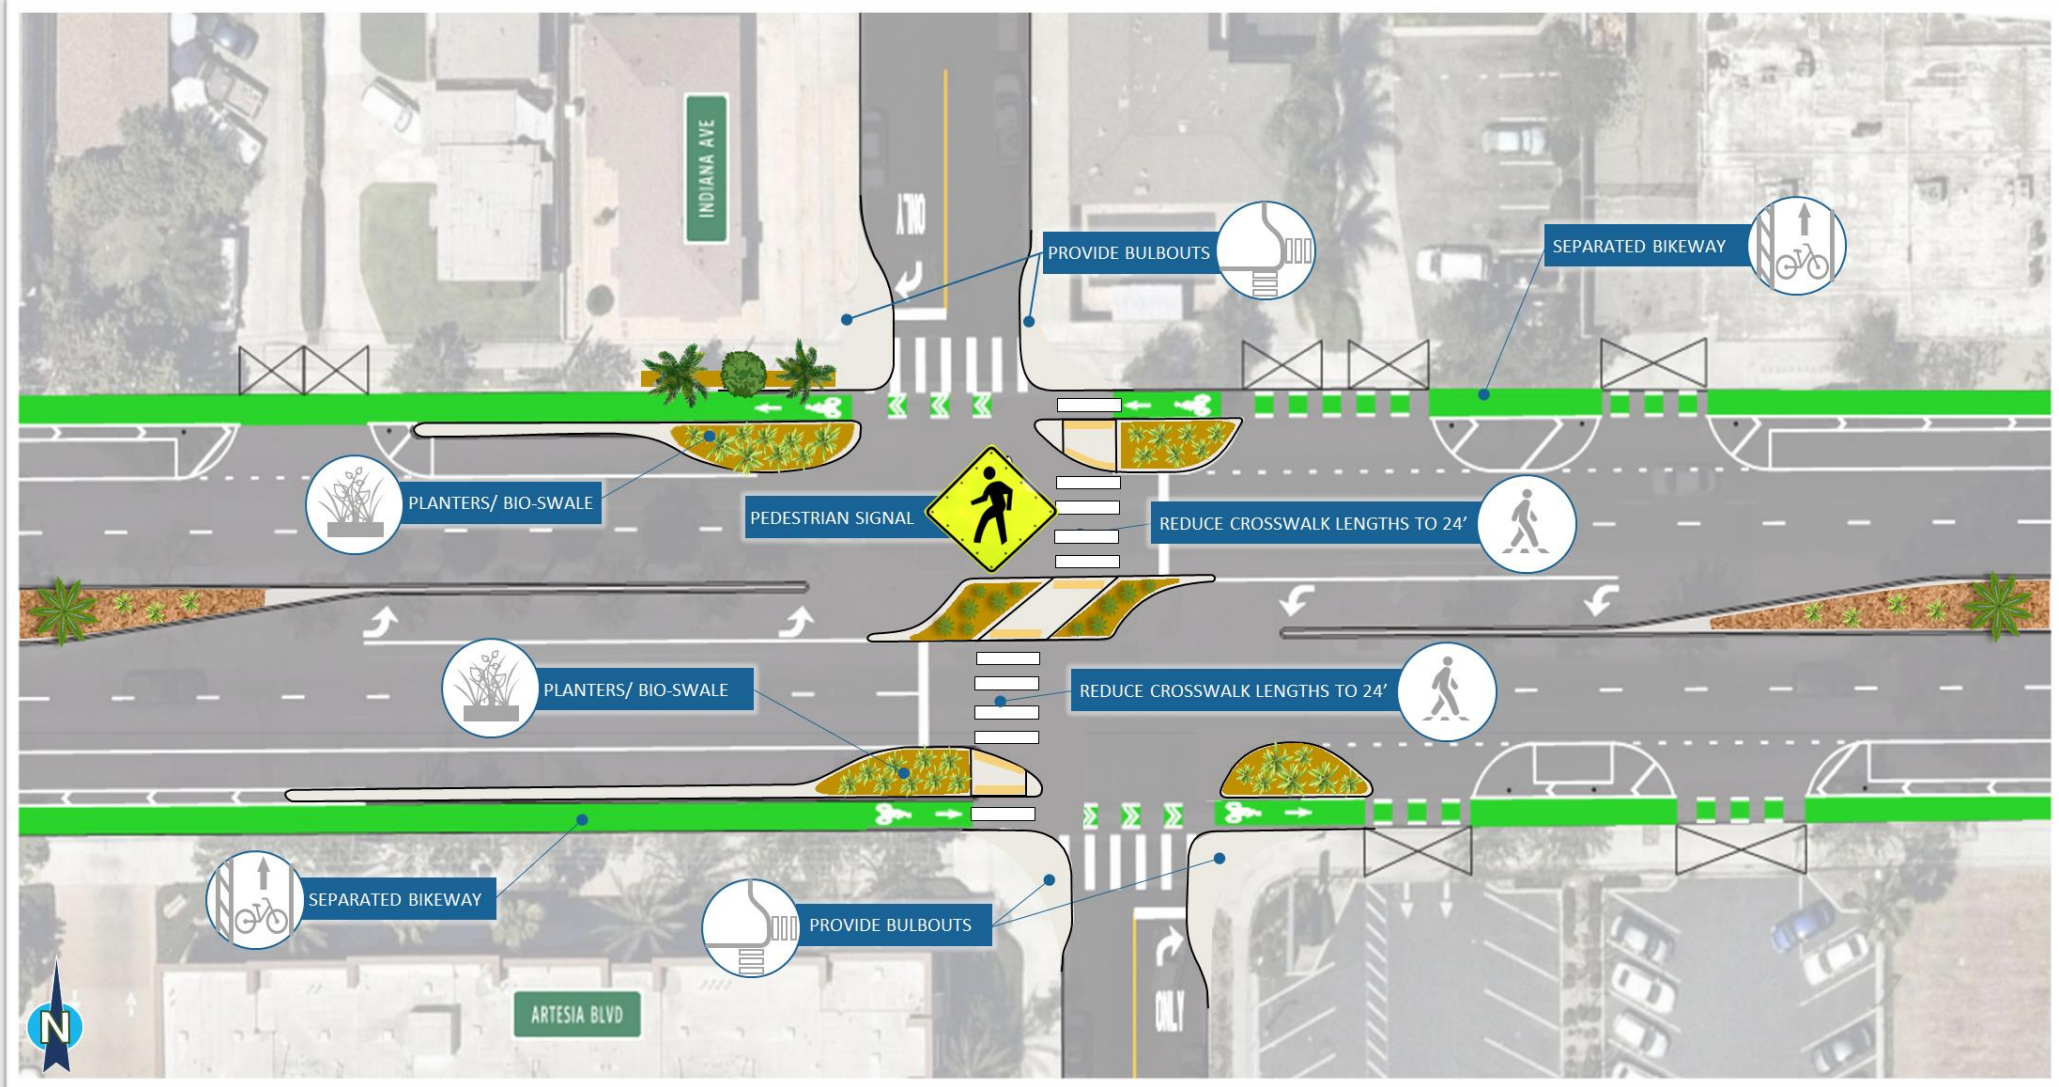 INDIANA AVE
ONLY
PROVIDE BULBOUTS
SEPARATED BIKEWAY
PLANTERS/ BIO-SWALE
PEDESTRIAN SIGNAL
REDUCE CROSSWALK LENGTHS TO 24’
PLANTERS/ BIO-SWALE
REDUCE CROSSWALK LENGTHS TO 24’
SEPARATED BIKEWAY
PROVIDE BULBOUTS
ARTESIA BLVD
ONLY
N